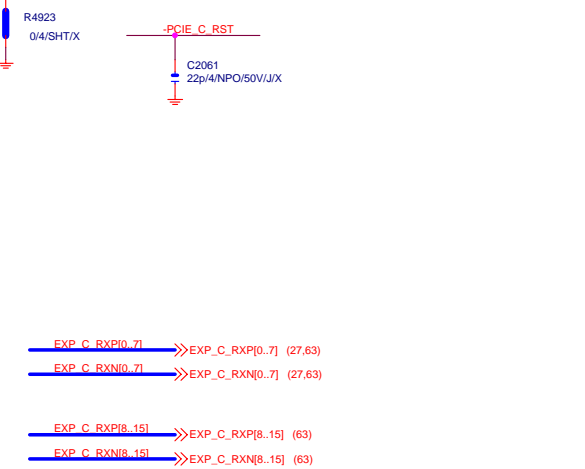 R4923
0/4/SHT/X
-PCIE_C_RST
C2061
22p/4/NPO/50V/J/X
EXP_C_RXP[0..7]
EXP_C_RXP[0..7] (27,63)
EXP_C_RXN[0..7]
EXP_C_RXN[0..7] (27,63)
EXP_C_RXP[8..15]
EXP_C_RXP[8..15] (63)
EXP_C_RXN[8..15]
EXP_C_RXN[8..15] (63)